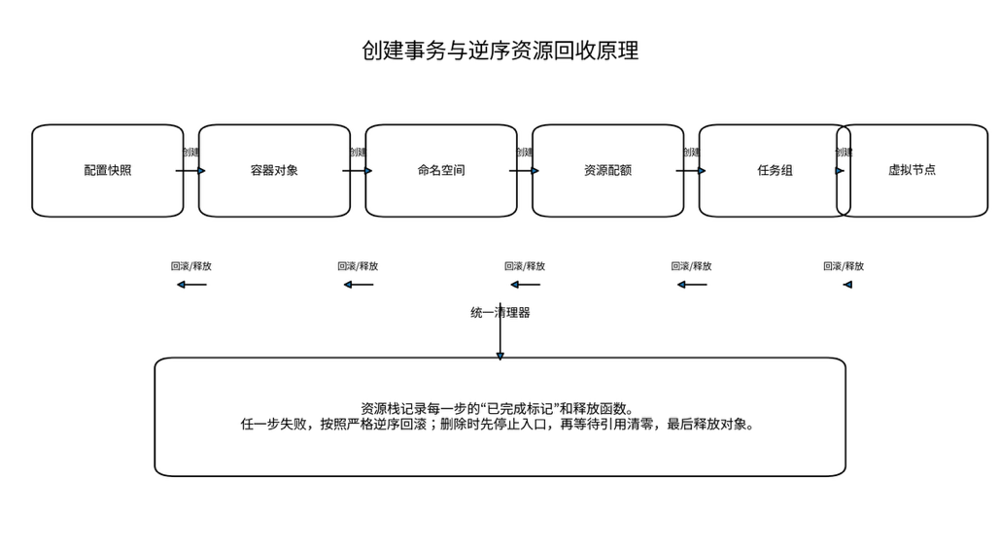 创建事务与逆序资源回收原理
创建
创建
创建
创建
创建
配置快照
容器对象
命名空间
资源配额
任务组
虚拟节点
回滚/释放
回滚/释放
回滚/释放
回滚/释放
回滚/释放
统一清理器
资源栈记录每一步的“已完成标记”和释放函数。
任一步失败，按照严格逆序回滚；删除时先停止入口，再等待引用清零，最后释放对象。